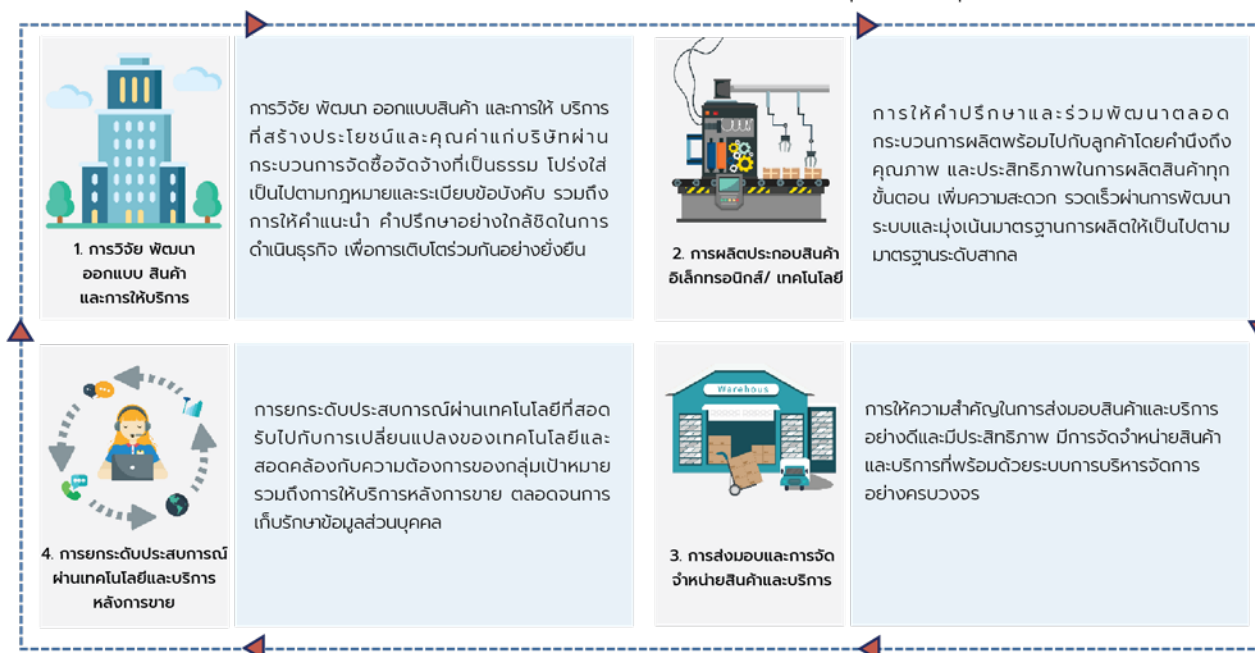 การวิจัย พัฒนา ออกแบบสินค้า และการให้ บริการ
ที่สร้างประโยชน์และคุณค่าแก่บริษัทผ่าน
กระบวนการจัดซื้อจัดจ้างที่เป็นธรรม โปร่งใส่
เป็นไปตามกฎหมายและระเบียบข้อบังคับ รวมถึง
การให้คำแนะนำ คำปรึกษาอย่างใกล้ชิดในการ
ดำเนินธุรกิจ เพื่อการเติบโตร่วมกันอย่างยั่งยืน
1. การวิจัย พัฒนา
ออกแบบ สินค้า
และการให้บริการ
การให้คำปรึกษาและร่วมพัฒนาตลอด
กระบวนการผลิตพร้อมไปกับลูกค้าโดยคำนึงถึง
คุณภาพ และประสิทธิภาพในการผลิตสินค้าทุก
ขั้นตอน เพิ่มความสะดวก รวดเร็วผ่านการพัฒนา
ระบบและมุ่งเน้นมาตรฐานการผลิตให้เป็นไปตาม
มาตรฐานระดับสากล
2. การผลิตประกอบสินค้า
อิเล็กทรอนิกส์/ เทคโนโลยี
Warehous
การให้ความสำคัญในการส่งมอบสินค้าและบริการ
อย่างดีและมีประสิทธิภาพ มีการจัดจำหน่ายสินค้า
และบริการที่พร้อมด้วยระบบการบริหารจัดการ
อย่างครบวงจร
3. การส่งมอบและการจัด
จำหน่ายสินค้าและบริการ
การยกระดับประสบการณ์ผ่านเทคโนโลยีที่สอด
รับไปกับการเปลี่ยนแปลงของเทคโนโลยีและ
สอดคล้องกับความต้องการของกลุ่มเป้าหมาย
รวมถึงการให้บริการหลังการขาย ตลอดจนการ
เก็บรักษาข้อมูลส่วนบุคคล
4. การยกระดับประสบการณ์
ผ่านเทคโนโลยีและบริการ
หลังการขาย